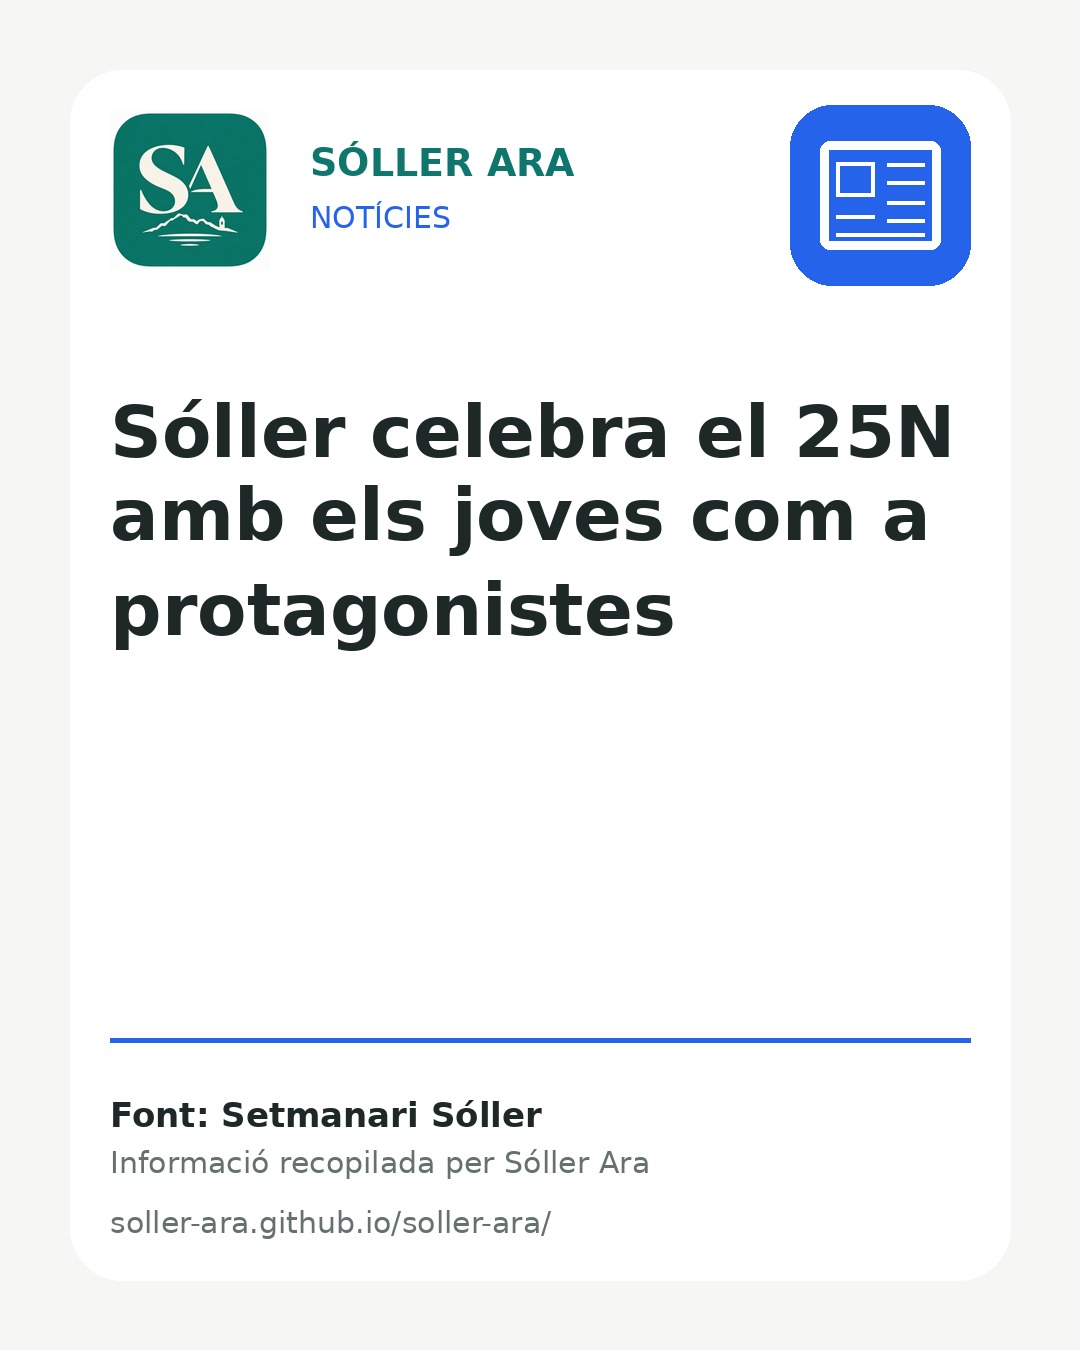 SA
SÓLLER ARA
NOTÍCIES
Sóller celebra el 25N
amb els joves com a
protagonistes
Font: Setmanari Sóller
Informació recopilada per Sóller Ara
soller-ara.github.io/soller-ara/